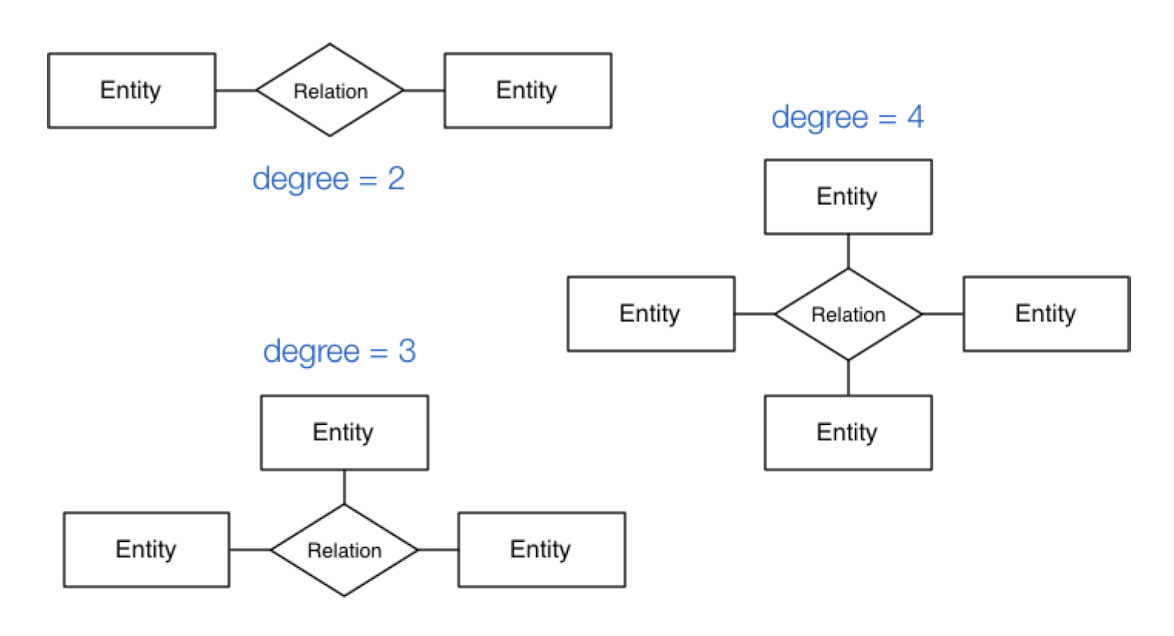 Entity
Relation
Entity
degree = 2
degree = 4
Entity
Entity
Relation
Entity
Entity
degree = 3
Entity
Entity
Relation
Entity